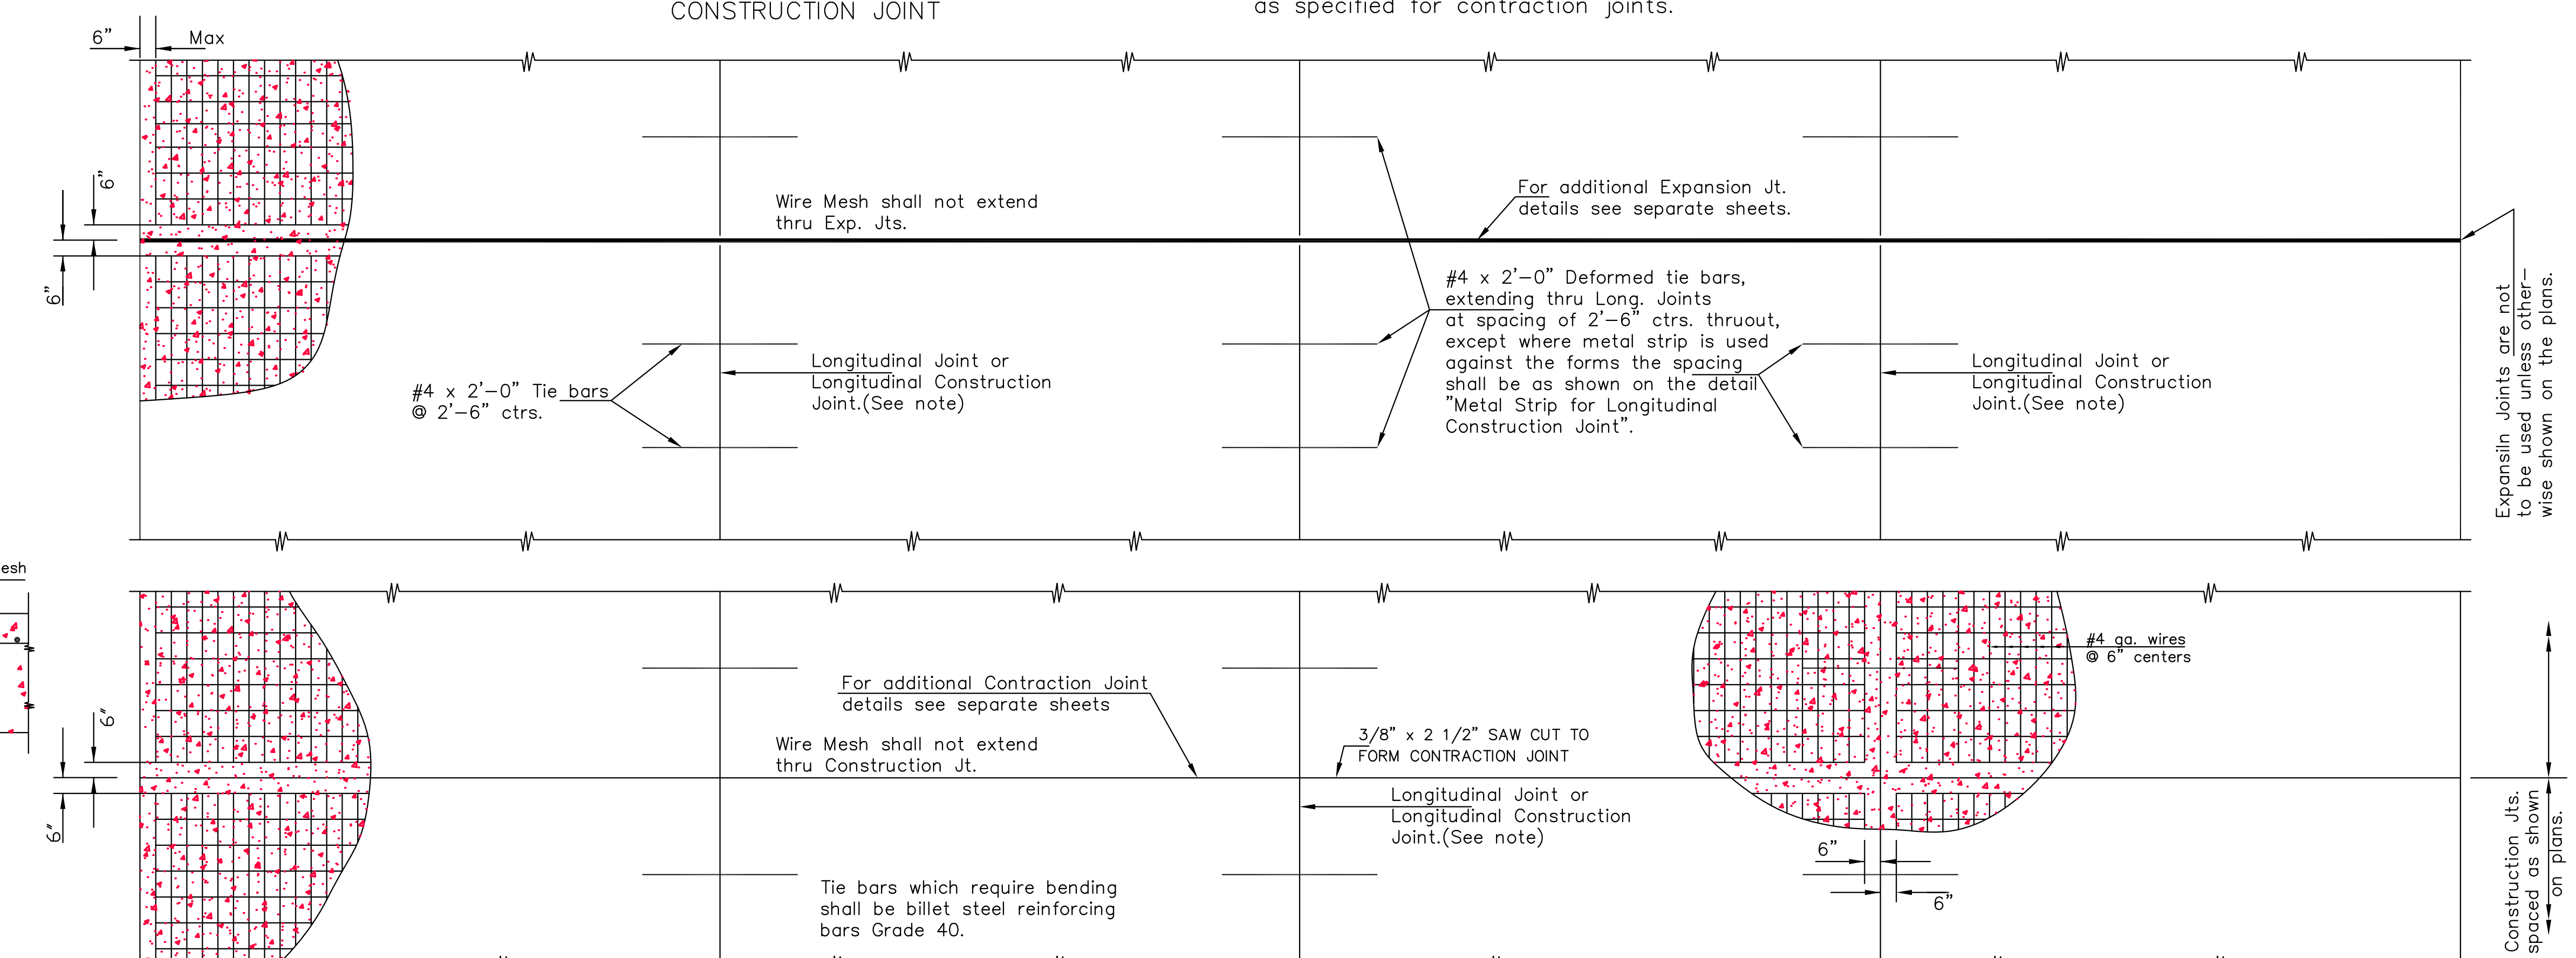 CONSTRUCTION JOINT
as specified for contraction joints.
6" Max
6"
6"
Wire Mesh shall not extend
thru Exp. Jts.
For additional Expansion Jt.
details see separate sheets.
#4 x 2'-0" Deformed tie bars,
extending thru Long. Joints
at spacing of 2'-6" ctrs. thruout,
except where metal strip is used
against the forms the spacing
shall be as shown on the detail
"Metal Strip for Longitudinal
Construction Joint".
#4 x 2'-0" Tie bars
@ 2'-6" ctrs.
Longitudinal Joint or
Longitudinal Construction
Joint.(See note)
Longitudinal Joint or
Longitudinal Construction
Joint.(See note)
Expansiln Joints are not
to be used unless other-
wise shown on the plans.
esh
6"
6"
For additional Contraction Joint
details see separate sheets
Wire Mesh shall not extend
thru Construction Jt.
3/8" x 2 1/2" SAW CUT TO
FORM CONTRACTION JOINT
Longitudinal Joint or
Longitudinal Construction
Joint.(See note)
#4 ga. wires
@ 6" centers
6"
6"
Tie bars which require bending
shall be billet steel reinforcing
bars Grade 40.
Construction Jts.
spaced as shown
on plans.